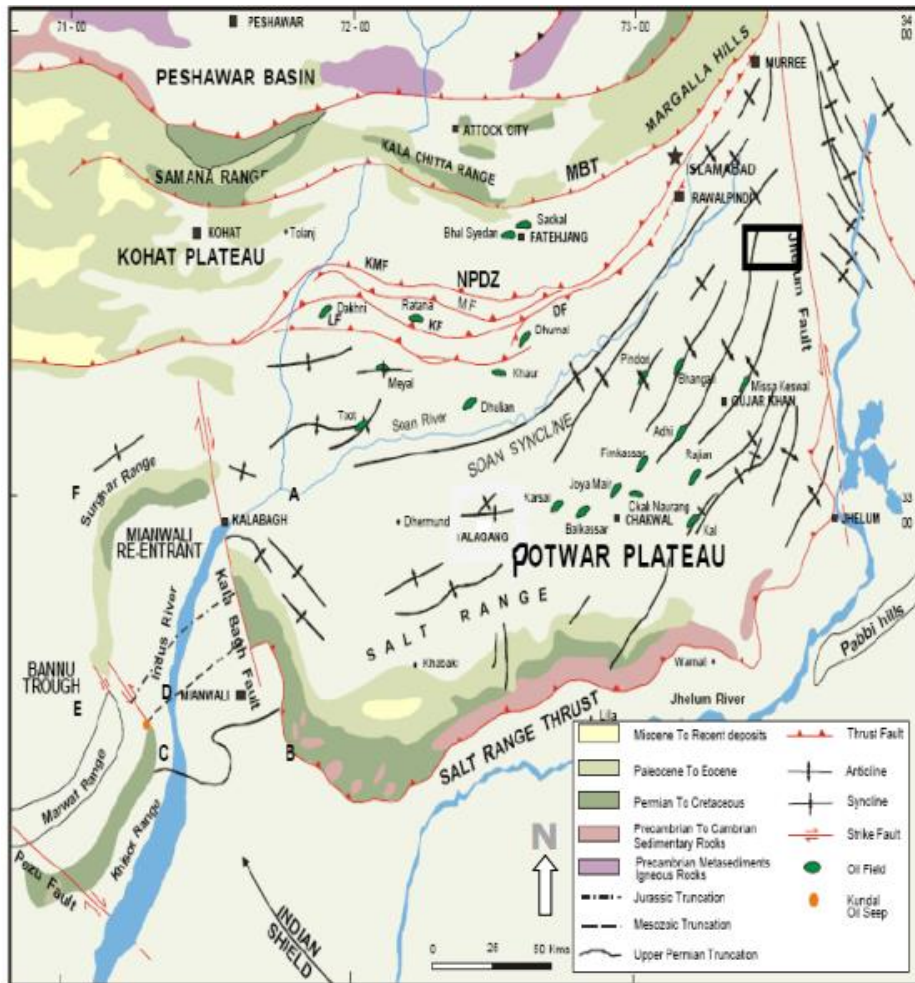 71 - 00
72 - 00
73 - 00
34
00
PESHAWAR
PESHAWAR BASIN
MURREE
MARGALLA HILLS
ATTOCK CITY
KALA CHITTA RANGE
MBT
SAMANA RANGE
ISLAMABAD
RAWALPINDI
Sadkal
Bhal Syedan
FATEHJANG
KOHAT
Tolanj
KOHAT PLATEAU
KMF
NPDZ
MF
Jhelum Fault
Dakhni
Ratana
LF
KF
DF
Dhurnal
Meyal
Khaur
Pindori
Bhangali
Missa Keswal
GUJAR KHAN
Toot
Soan River
Dhulian
SOAN SYNCLINE
Adhi
Fimkassar
Rajian
Surghar Range
F
A
Joya Mair
Karsal
Ckali Naurang
33
00
KALABAGH
Dhermund
Balkassar
CHAKWAL
Kal
JHELUM
MIANWALI
RE-ENTRANT
TALAGANG
POTWAR PLATEAU
Kala Bagh Fault
Indus River
SALT RANGE
Pabbi hills
BANNU
TROUGH
Khabaki
Warnal
E
D
MIANWALI
Jhelum River
SALT RANGE THRUST
Lilla
C
B
Marwat Range
Khisor Range
Pezu Fault
N
INDIAN
SHIELD
0 25 50 Kms
Miocene To Recent deposits
Paleocene To Eocene
Permian To Cretaceous
Precambrian To Cambrian
Sedimentary Rocks
Precambrian Metasediments
Igneous Rocks
Jurassic Truncation
Mesozoic Truncation
Upper Permian Truncation
Thrust Fault
Anticline
Syncline
Strike Fault
Oil Field
Kundal
Oil Seep